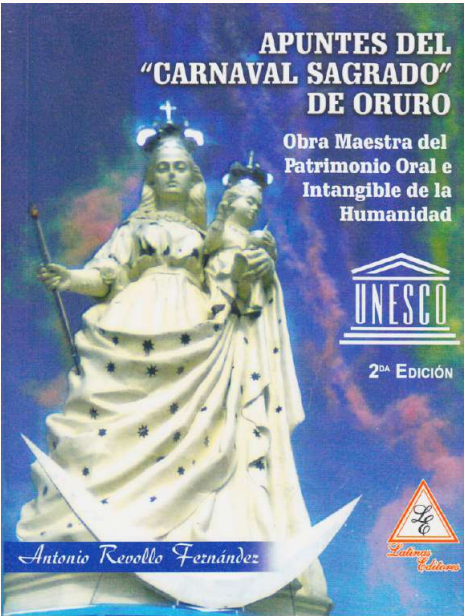 APUNTES DEL
“CARNAVAL SAGRADO”
DE ORURO
Obra Maestra del
Patrimonio Oral e
Intangible de la
Humanidad
UNESCO
2DA EDICIÓN
LE
Latinas
Editores
Antonio Revollo Fernández